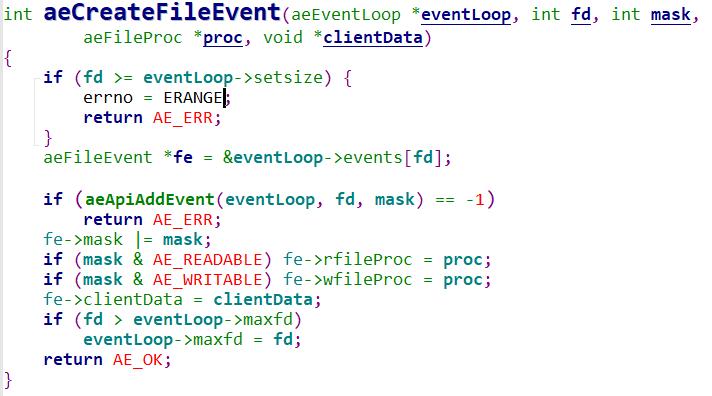 int aeCreateFileEvent(aeEventLoop *eventLoop, int fd, int mask,
        aeFileProc *proc, void *clientData)
{
    if (fd >= eventLoop->setsize) {
        errno = ERANGE;
        return AE_ERR;
    }
    aeFileEvent *fe = &eventLoop->events[fd];

    if (aeApiAddEvent(eventLoop, fd, mask) == -1)
        return AE_ERR;
    fe->mask |= mask;
    if (mask & AE_READABLE) fe->rfileProc = proc;
    if (mask & AE_WRITABLE) fe->wfileProc = proc;
    fe->clientData = clientData;
    if (fd > eventLoop->maxfd)
        eventLoop->maxfd = fd;
    return AE_OK;
}